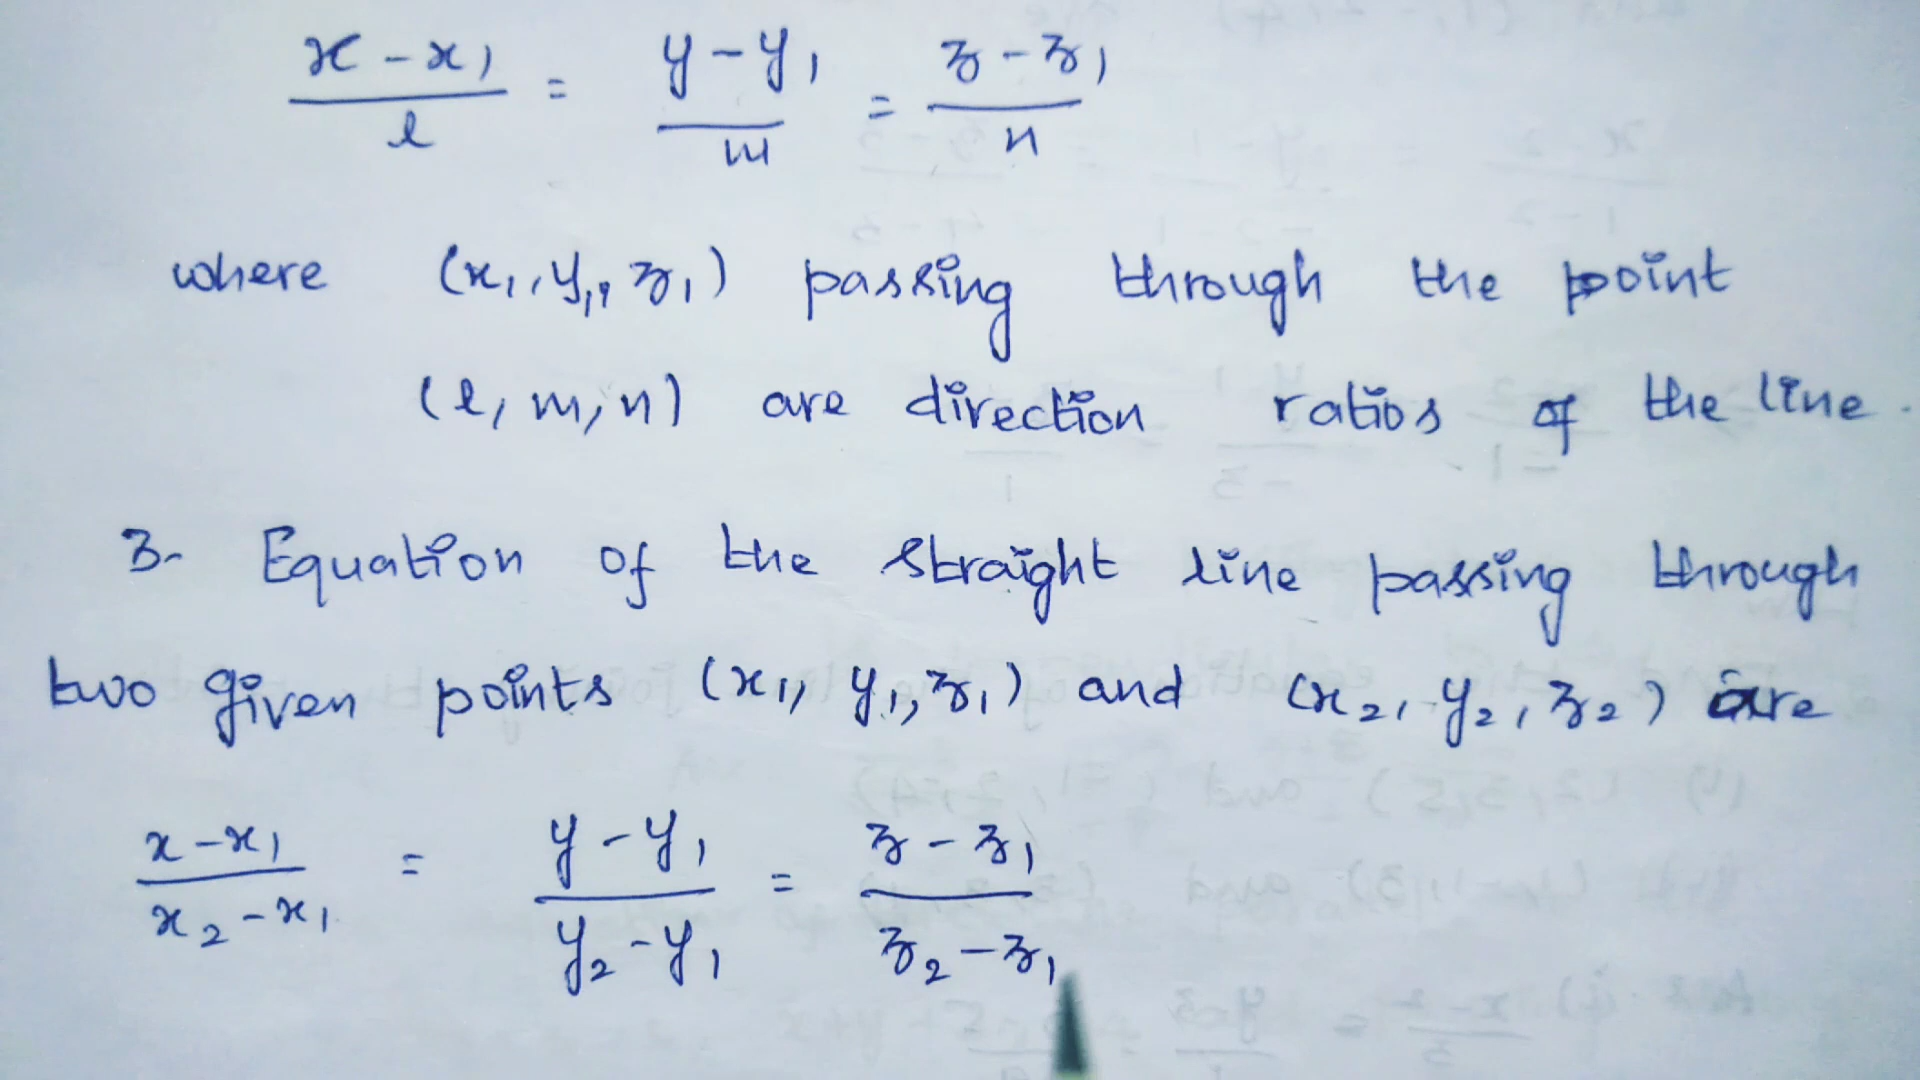 x - x₁ / l = y - y₁ / m = z - z₁ / n
where (x₁, y₁, z₁) passing through the point
(l, m, n) are direction ratios of the line.
3. Equation of the straight line passing through
two given points (x₁, y₁, z₁) and (x₂, y₂, z₂) are
x - x₁ / x₂ - x₁ = y - y₁ / y₂ - y₁ = z - z₁ / z₂ - z₁